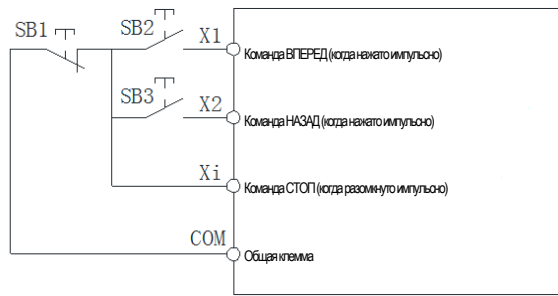 SB1
SB2
X1
Команда ВПЕРЕД (когда нажато импульсно)
SB3
X2
Команда НАЗАД (когда нажато импульсно)
Xi
Команда СТОП (когда разомкнуто импульсно)
COM
Общая клемма